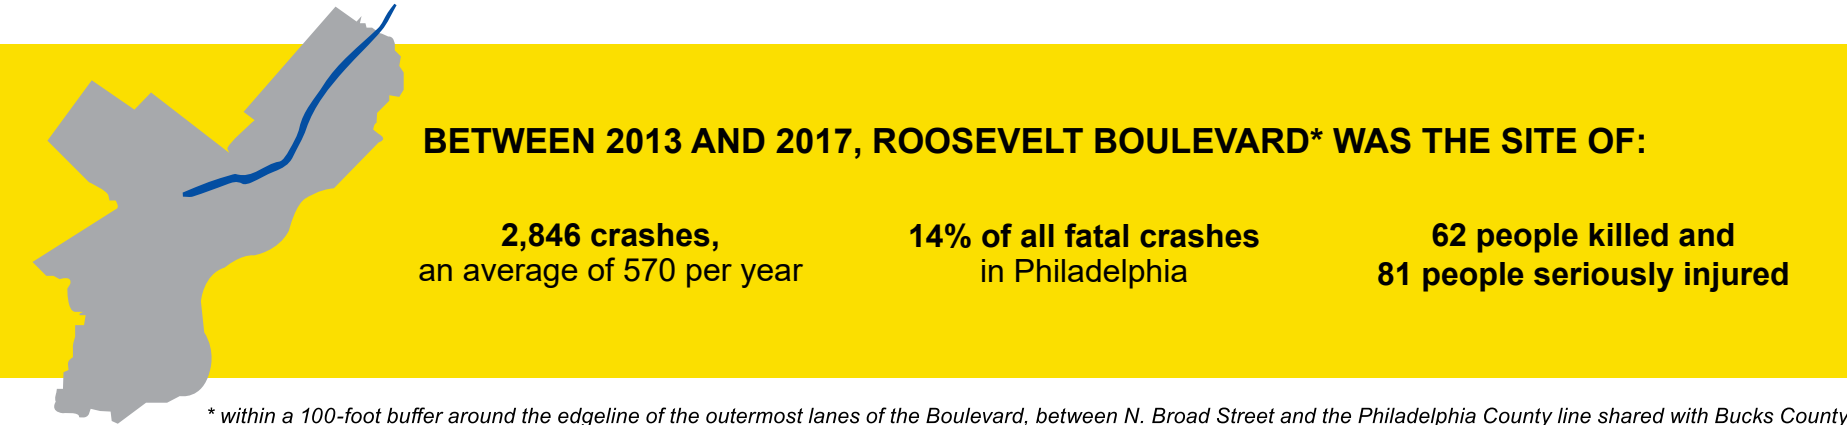 BETWEEN 2013 AND 2017, ROOSEVELT BOULEVARD* WAS THE SITE OF:
2,846 crashes,
an average of 570 per year
14% of all fatal crashes
in Philadelphia
62 people killed and
81 people seriously injured
* within a 100-foot buffer around the edgeline of the outermost lanes of the Boulevard, between N. Broad Street and the Philadelphia County line shared with Bucks County